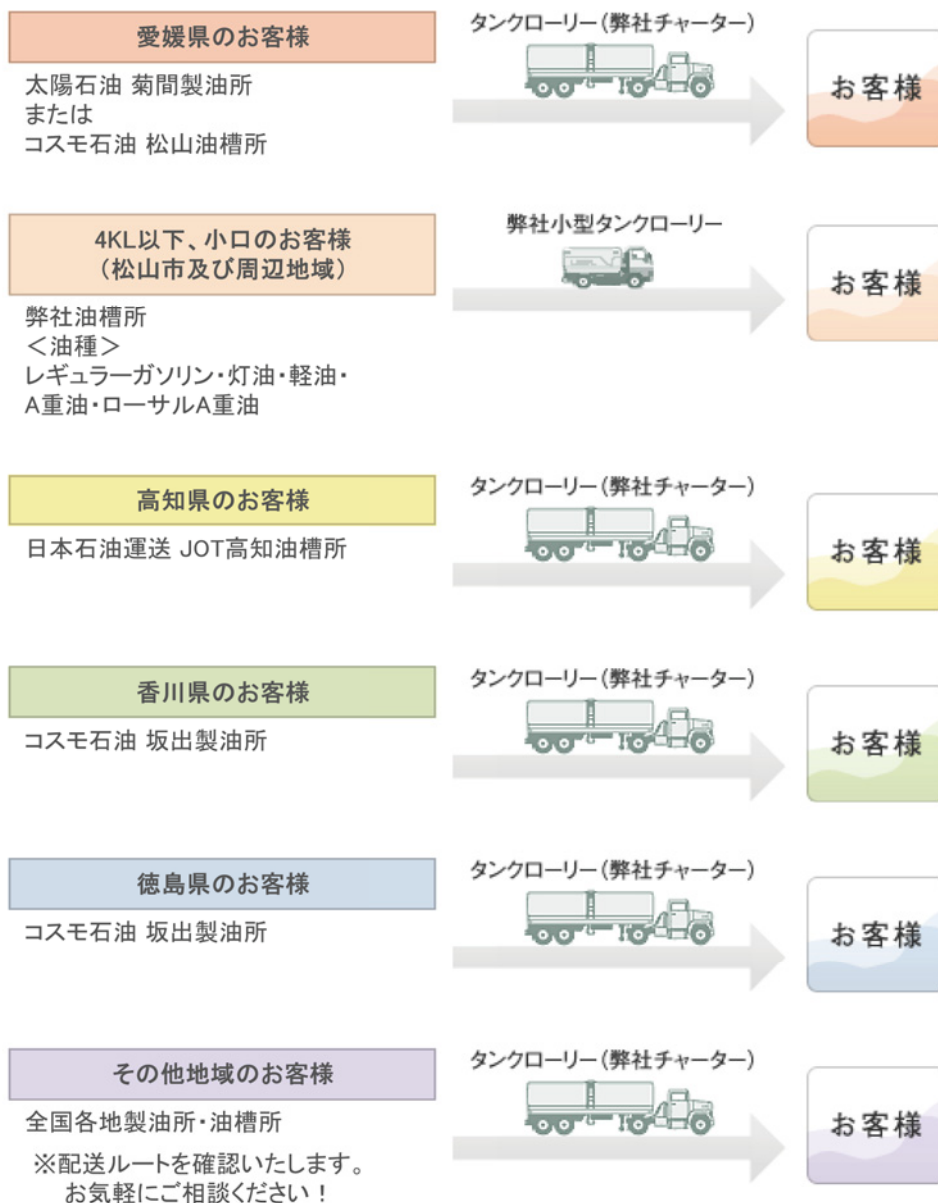 愛媛県のお客様
太陽石油 菊間製油所
または
コスモ石油 松山油槽所
タンクローリー(弊社チャーター)
お客様
4KL以下、小口のお客様
(松山市及び周辺地域)
弊社油槽所
<油種>
レギュラーガソリン・灯油・軽油・
A重油・ローサルA重油
弊社小型タンクローリー
お客様
高知県のお客様
日本石油運送 JOT高知油槽所
タンクローリー(弊社チャーター)
お客様
香川県のお客様
コスモ石油 坂出製油所
タンクローリー(弊社チャーター)
お客様
徳島県のお客様
コスモ石油 坂出製油所
タンクローリー(弊社チャーター)
お客様
その他地域のお客様
全国各地製油所・油槽所
※配送ルートを確認いたします。
お気軽にご相談ください!
タンクローリー(弊社チャーター)
お客様